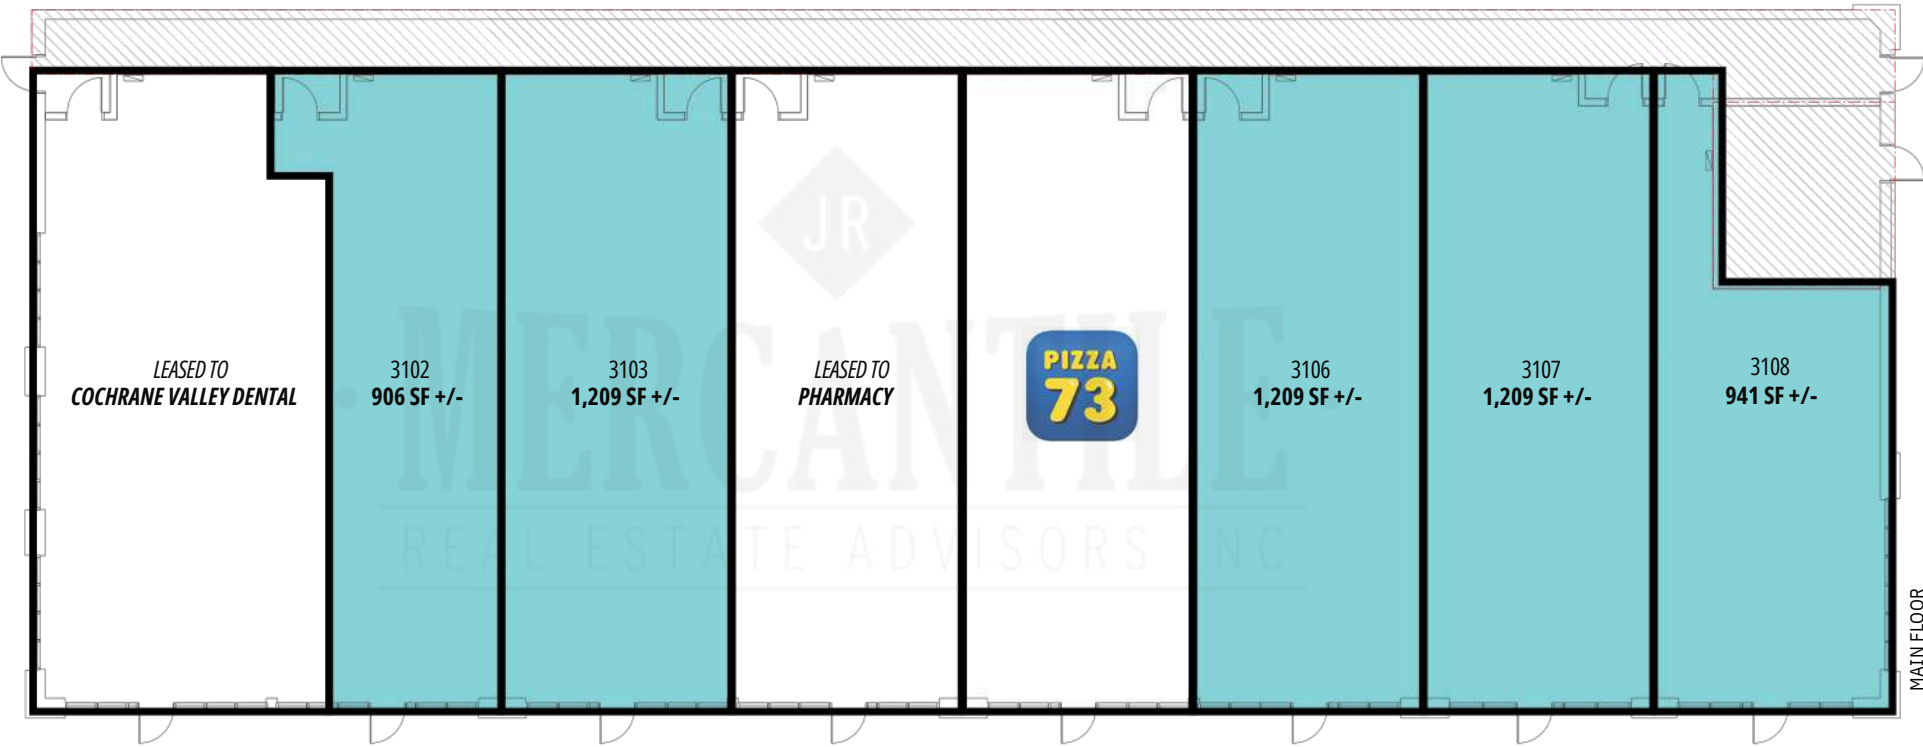 JR
MERCANTILE
REAL ESTATE ADVISORS INC
LEASED TO
COCHRANE VALLEY DENTAL
3102
906 SF +/-
3103
1,209 SF +/-
LEASED TO
PHARMACY
PIZZA
73
3106
1,209 SF +/-
3107
1,209 SF +/-
3108
941 SF +/-
MAIN FLOOR